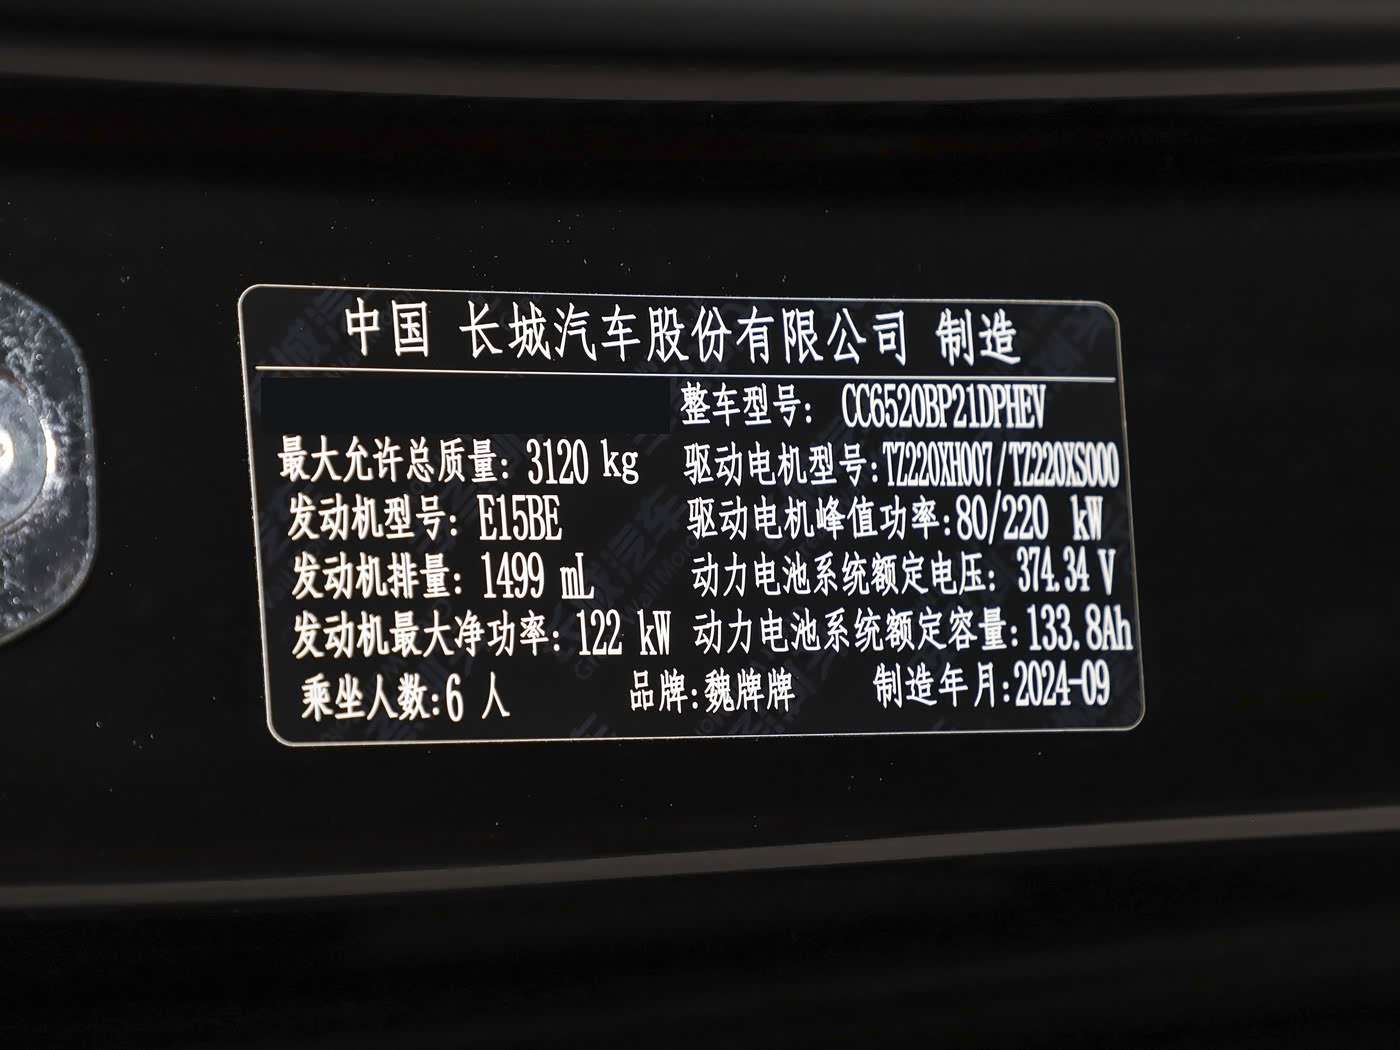 中国 长城汽车股份有限公司 制造
整车型号: CC6520BP21DPHEV
最大允许总质量: 3120 kg 驱动电机型号:TZ220XH007/TZ220XS000
发动机型号: E15BE 驱动电机峰值功率:80/220 kW
发动机排量: 1499 mL 动力电池系统额定电压: 374.34 V
发动机最大净功率: 122 kW 动力电池系统额定容量:133.8Ah
乘坐人数:6 人 品牌:魏牌牌 制造年月:2024-09